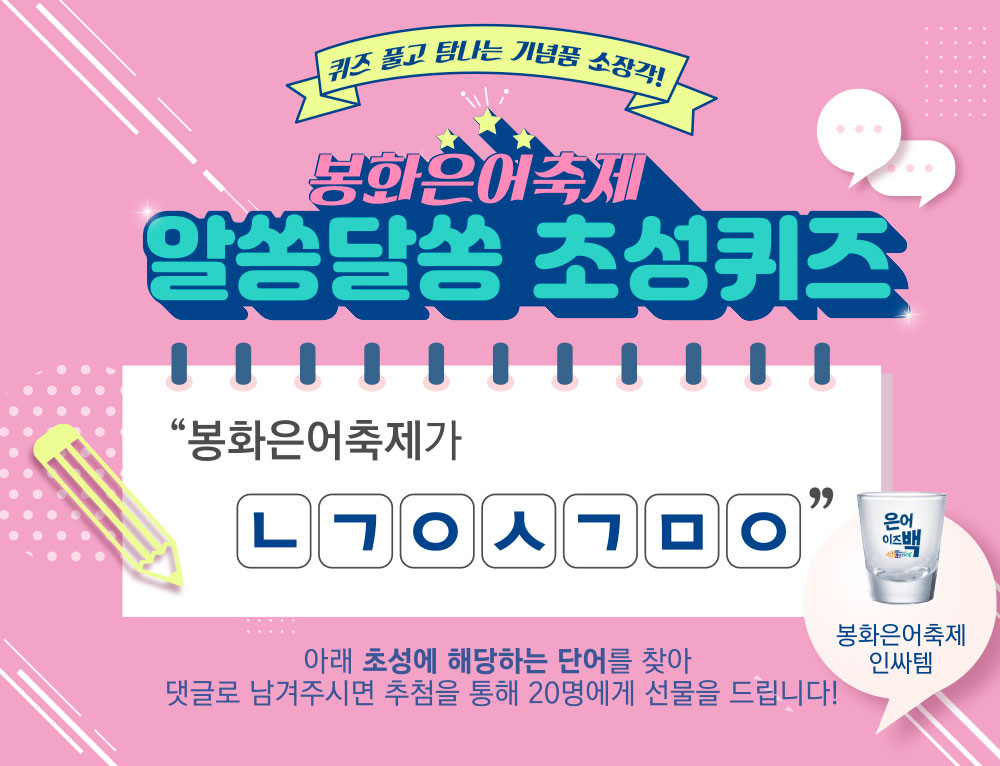 퀴즈 풀고 탐나는 기념품 소장각!
봉화은어축제
알쏭달쏭 초성퀴즈
“봉화은어축제가
ㄴㄱㅇㅅㄱㅁㅇ”
은어
이즈백
봉화은어축제
인싸템
아래 초성에 해당하는 단어를 찾아
댓글로 남겨주시면 추첨을 통해 20명에게 선물을 드립니다!